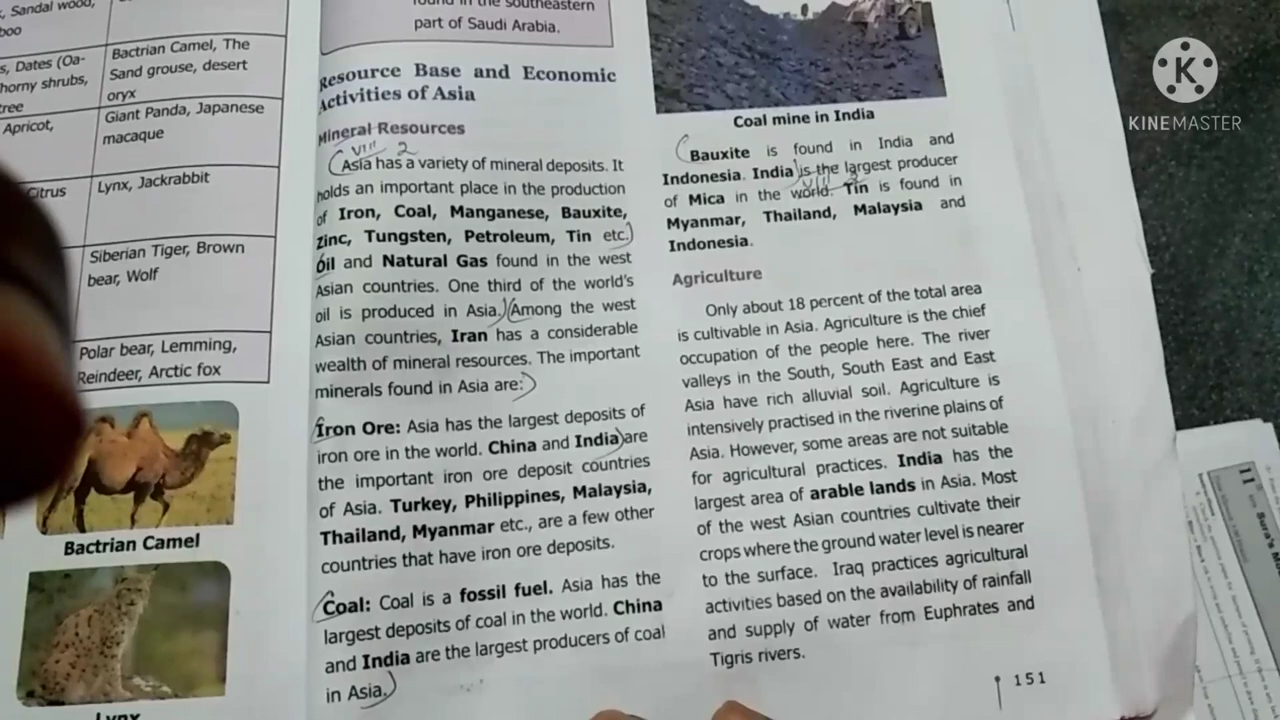 Sandal wood,
boo
Bactrian Camel, The
Sand grouse, desert
oryx
s, Dates (Oa-
horny shrubs,
tree
Giant Panda, Japanese
macaque
Apricot,
Citrus
Lynx, Jackrabbit
Siberian Tiger, Brown
bear, Wolf
Polar bear, Lemming,
Reindeer, Arctic fox
Bactrian Camel
Lynx
found in the southeastern
part of Saudi Arabia.
Resource Base and Economic
Activities of Asia
Mineral Resources
VIII 2
Asia has a variety of mineral deposits. It
holds an important place in the production
of Iron, Coal, Manganese, Bauxite,
Zinc, Tungsten, Petroleum, Tin etc.
Oil and Natural Gas found in the west
Asian countries. One third of the world's
oil is produced in Asia. Among the west
Asian countries, Iran has a considerable
wealth of mineral resources. The important
minerals found in Asia are:
Iron Ore: Asia has the largest deposits of
iron ore in the world. China and India are
the important iron ore deposit countries
of Asia. Turkey, Philippines, Malaysia,
Thailand, Myanmar etc., are a few other
countries that have iron ore deposits.
Coal: Coal is a fossil fuel. Asia has the
largest deposits of coal in the world. China
and India are the largest producers of coal
in Asia.
Coal mine in India
Bauxite is found in India and
Indonesia. India is the largest producer
of Mica in the world. Tin is found in
Myanmar, Thailand, Malaysia and
Indonesia.
Agriculture
Only about 18 percent of the total area
is cultivable in Asia. Agriculture is the chief
occupation of the people here. The river
valleys in the South, South East and East
Asia have rich alluvial soil. Agriculture is
intensively practised in the riverine plains of
Asia. However, some areas are not suitable
for agricultural practices. India has the
largest area of arable lands in Asia. Most
of the west Asian countries cultivate their
crops where the ground water level is nearer
to the surface. Iraq practices agricultural
activities based on the availability of rainfall
and supply of water from Euphrates and
Tigris rivers.
151
K
KINEMASTER
11
Sura's